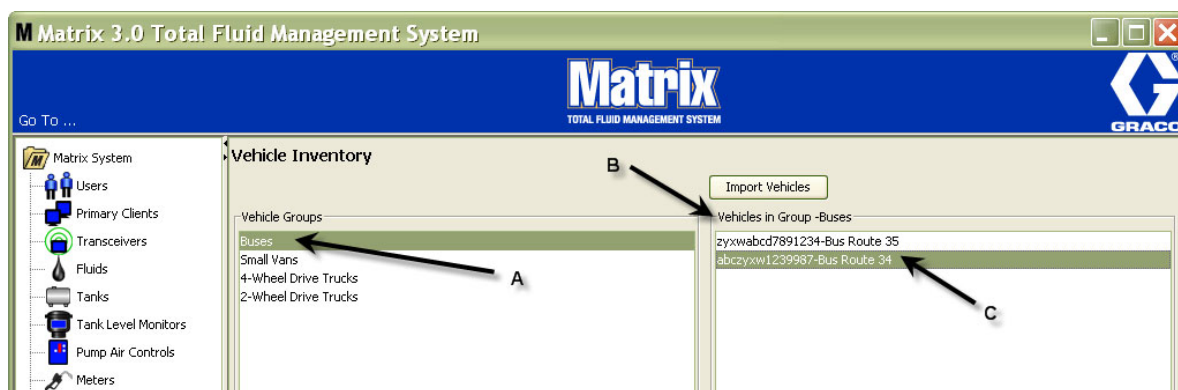 M Matrix 3.0 Total Fluid Management System
Matrix
TOTAL FLUID MANAGEMENT SYSTEM
Go To ...
GRACO
Matrix System
Users
Primary Clients
Transceivers
Fluids
Tanks
Tank Level Monitors
Pump Air Controls
Meters
Vehicle Inventory
B
Import Vehicles
Vehicle Groups
Buses
Small Vans
4-Wheel Drive Trucks
2-Wheel Drive Trucks
A
Vehicles in Group -Buses
zyxwabcd7891234-Bus Route 35
abczyxw1239987-Bus Route 34
C